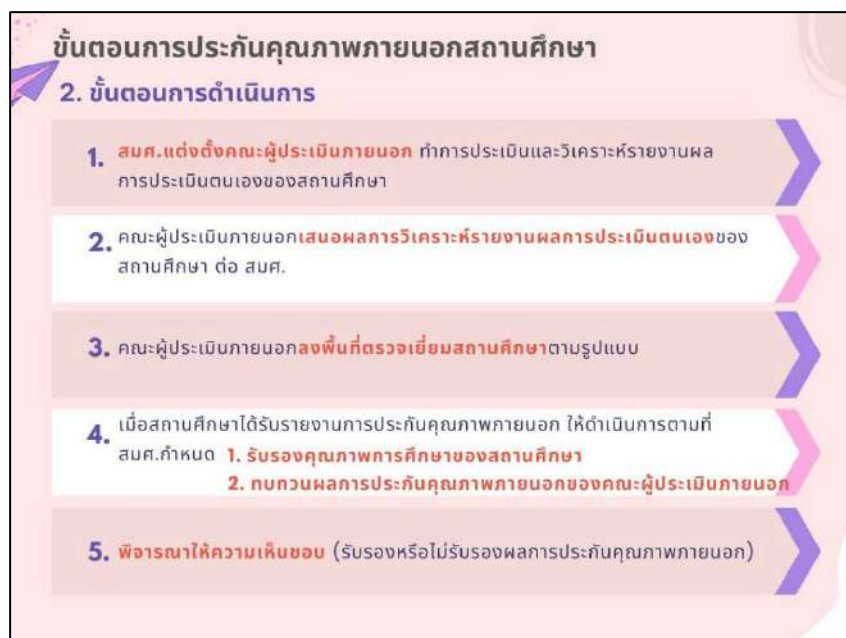 ขั้นตอนการประกันคุณภาพภายนอกสถานศึกษา
2. ขั้นตอนการดำเนินการ
1. สมศ.แต่งตั้งคณะผู้ประเมินภายนอก ทำการประเมินและวิเคราะห์รายงานผล
การประเมินตนเองของสถานศึกษา
2. คณะผู้ประเมินภายนอกเสนอผลการวิเคราะห์รายงานผลการประเมินตนเองของ
สถานศึกษา ต่อ สมศ.
3. คณะผู้ประเมินภายนอกลงพื้นที่ตรวจเยี่ยมสถานศึกษาตามรูปแบบ
4. เมื่อสถานศึกษาได้รับรายงานการประกันคุณภาพภายนอก ให้ดำเนินการตามที่
สมศ.กำหนด 1. รับรองคุณภาพการศึกษาของสถานศึกษา
2. ทบทวนผลการประกันคุณภาพภายนอกของคณะผู้ประเมินภายนอก
5. พิจารณาให้ความเห็นชอบ (รับรองหรือไม่รับรองผลการประกันคุณภาพภายนอก)